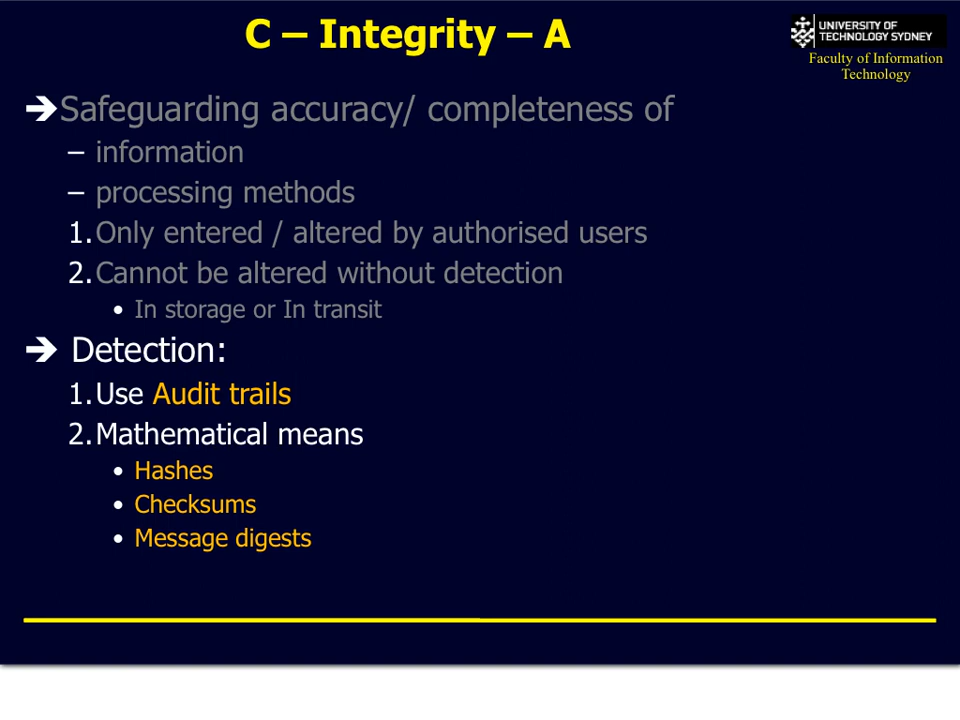 C – Integrity – A
UNIVERSITY OF
TECHNOLOGY SYDNEY
Faculty of Information
Technology
➔Safeguarding accuracy/ completeness of
– information
– processing methods
1.Only entered / altered by authorised users
2.Cannot be altered without detection
• In storage or In transit
➔ Detection:
1.Use Audit trails
2.Mathematical means
• Hashes
• Checksums
• Message digests